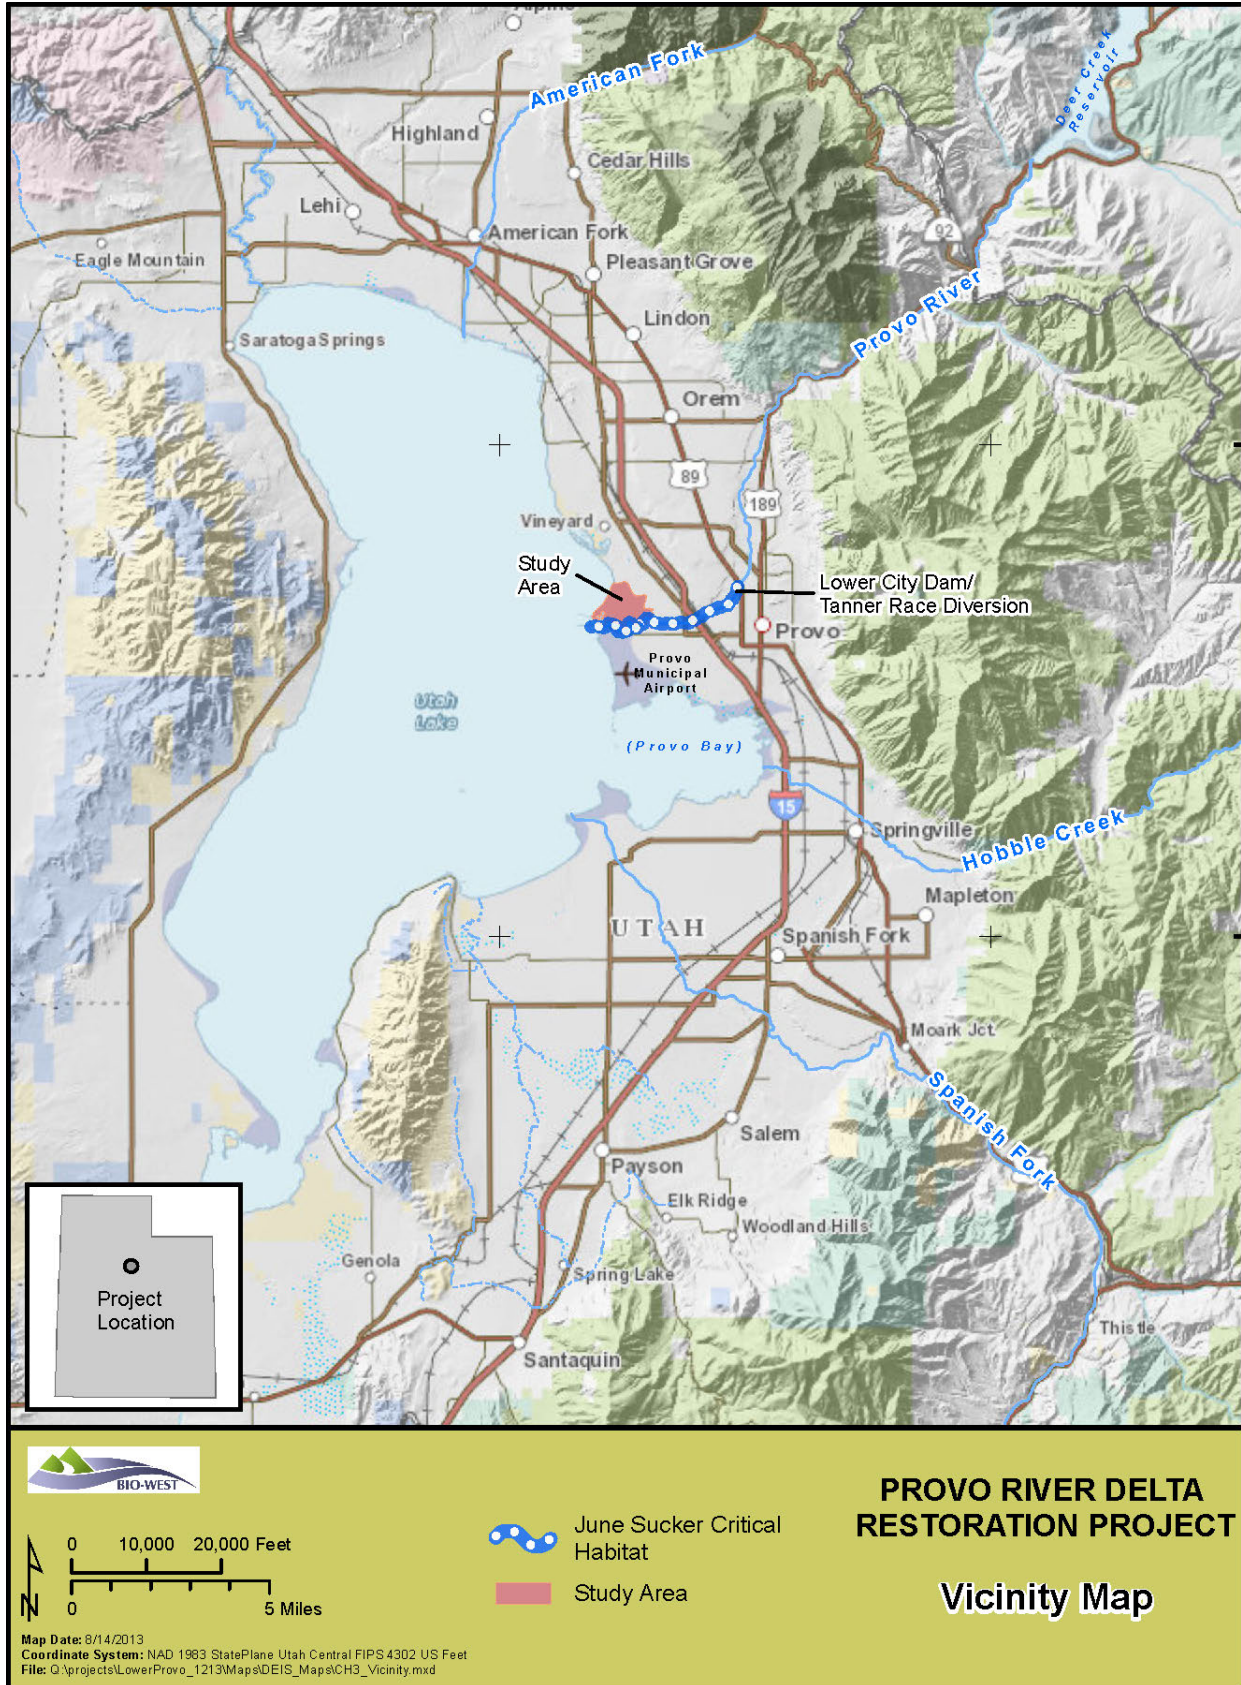 Alpine
American Fork
Deer Creek
Reservoir
Highland
Cedar Hills
Lehi
American Fork
92
Eagle Mountain
Pleasant Grove
Provo River
Lindon
Saratoga Springs
Orem
89
189
Vineyard
Study
Area
Lower City Dam/
Tanner Race Diversion
Provo
Provo
Municipal
Airport
Utah
Lake
(Provo Bay)
15
Springville
Hobble Creek
Mapleton
UTAH
Spanish Fork
Moark Jct.
Spanish Fork
Salem
Payson
Elk Ridge
Woodland Hills
Genola
Spring Lake
Thistle
Santaquin
Project
Location
BIO-WEST
0 10,000 20,000 Feet
0 5 Miles
N
June Sucker Critical
Habitat
Study Area
PROVO RIVER DELTA
RESTORATION PROJECT
Vicinity Map
Map Date: 8/14/2013
Coordinate System: NAD 1983 StatePlane Utah Central FIPS 4302 US Feet
File: Q:\projects\LowerProvo_1213\Maps\DEIS_Maps\CH3_Vicinity.mxd